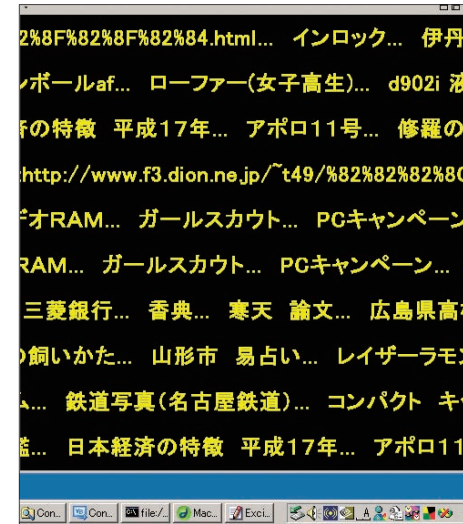 2%8F%82%8F%82%84.html... インロック... 伊丹
ンボールaf... ローファー(女子高生)... d902i 液
の特徴 平成17年... アポロ11号... 修羅の
http://www.f3.dion.ne.jp/~t49/%82%82%82%8C
デオRAM... ガールスカウト... PCキャンペーン
RAM... ガールスカウト... PCキャンペーン...
三菱銀行... 香典... 寒天 論文... 広島県高
飼いかた... 山形市 易占い... レイザーラモン
... 鉄道写真(名古屋鉄道)... コンパクト キ
... 日本経済の特徴 平成17年... アポロ11
Con.. Con.. file:/.. Mac... Exci... A